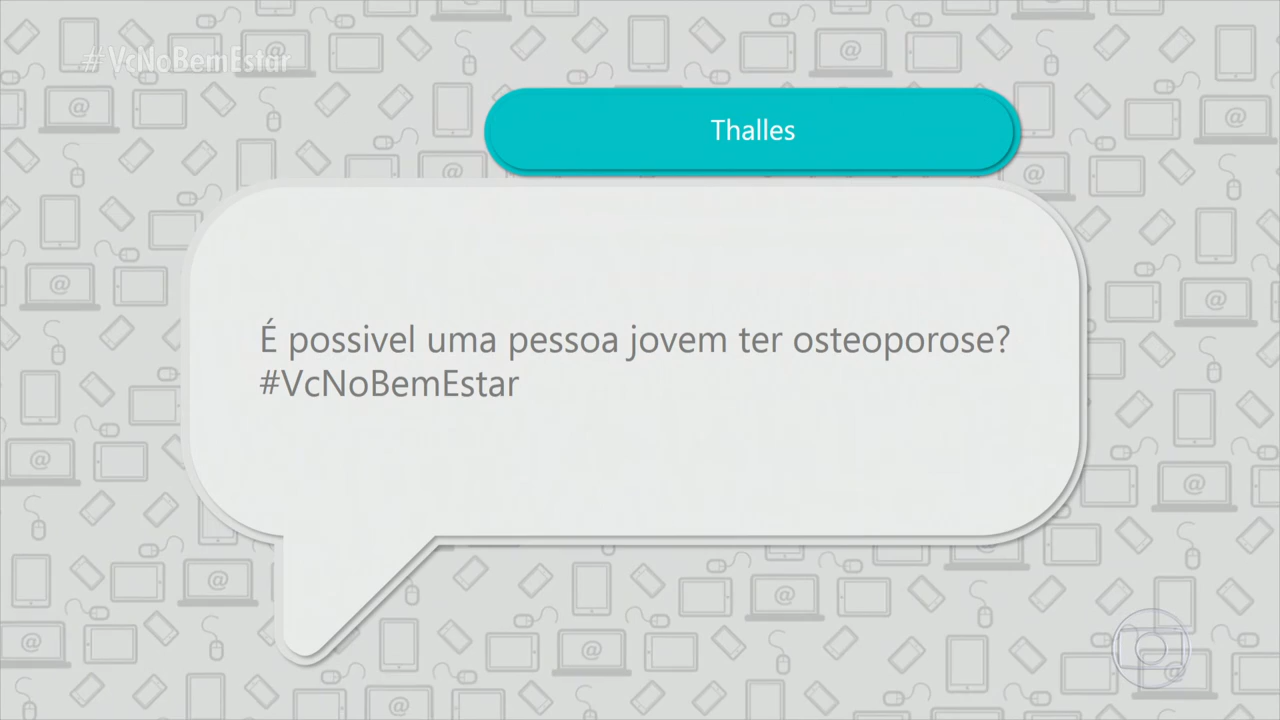 #VcNoBemEstar
Thalles
É possivel uma pessoa jovem ter osteoporose?
#VcNoBemEstar